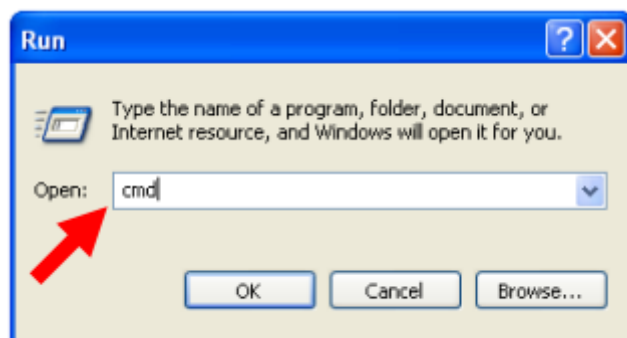 Run
Type the name of a program, folder, document, or
Internet resource, and Windows will open it for you.
Open: cmd
OK Cancel Browse...